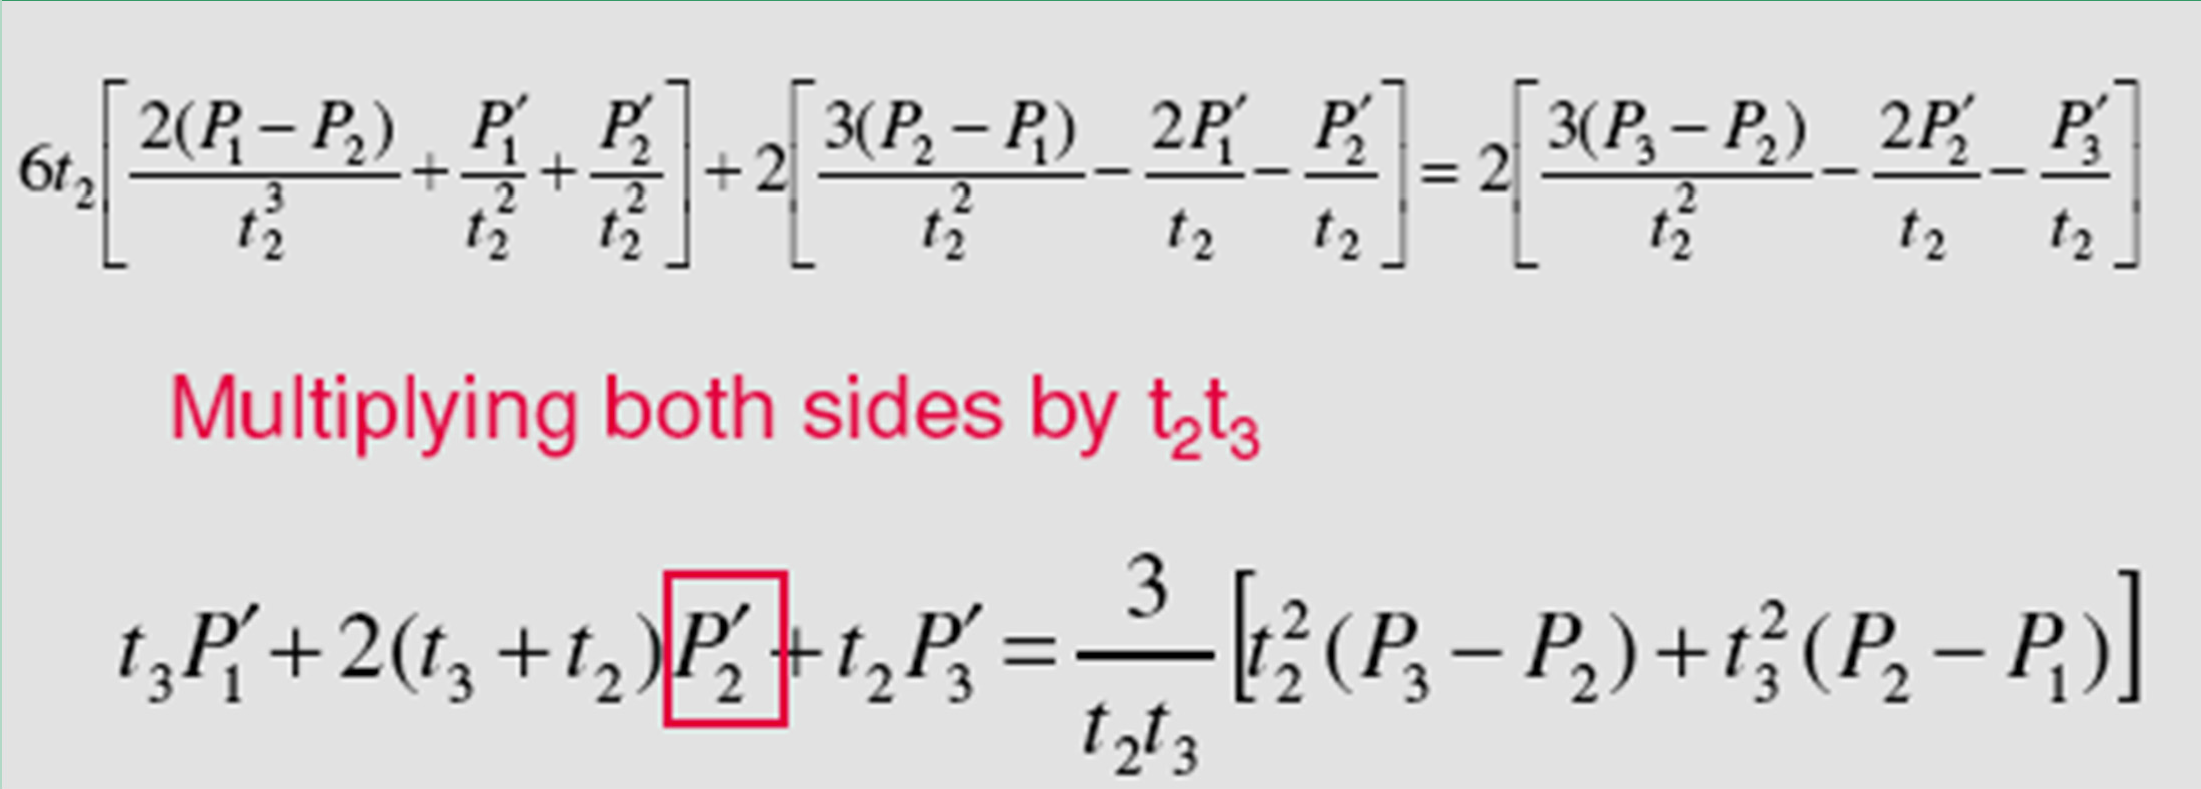 6t₂[2(P₁ − P₂)/t₂³ + P₁′/t₂² + P₂′/t₂²] + 2[3(P₂ − P₁)/t₂² − 2P₁′/t₂ − P₂′/t₂] = 2[3(P₃ − P₂)/t₂² − 2P₂′/t₂ − P₃′/t₂]
Multiplying both sides by t₂t₃
t₃P₁′ + 2(t₃ + t₂)P₂′ + t₂P₃′ = 3/(t₂t₃) [t₂²(P₃ − P₂) + t₃²(P₂ − P₁)]